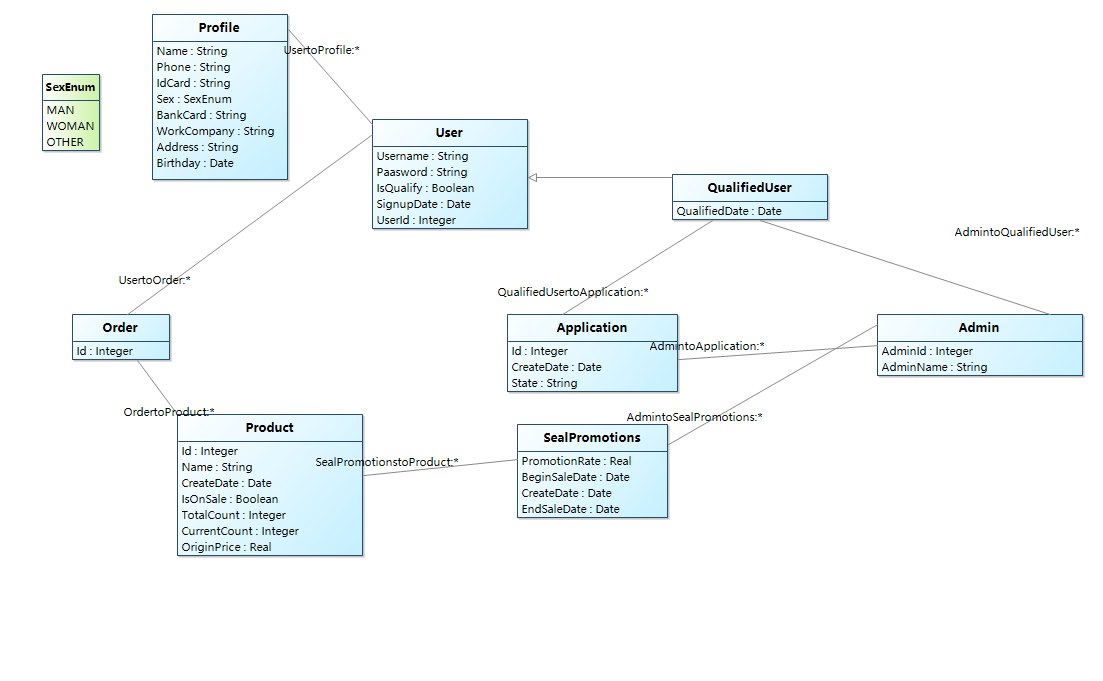 Profile
Name : String
Phone : String
IdCard : String
Sex : SexEnum
BankCard : String
WorkCompany : String
Address : String
Birthday : Date
UsertoProfile:*
SexEnum
MAN
WOMAN
OTHER
User
Username : String
Paasword : String
IsQualify : Boolean
SignupDate : Date
UserId : Integer
QualifiedUser
QualifiedDate : Date
AdmintoQualifiedUser:*
UsertoOrder:*
QualifiedUsertoApplication:*
Order
Id : Integer
Application
Id : Integer
CreateDate : Date
State : String
AdmintoApplication:*
Admin
AdminId : Integer
AdminName : String
OrdertoProduct:*
AdmintoSealPromotions:*
Product
Id : Integer
Name : String
CreateDate : Date
IsOnSale : Boolean
TotalCount : Integer
CurrentCount : Integer
OriginPrice : Real
SealPromotionstoProduct:*
SealPromotions
PromotionRate : Real
BeginSaleDate : Date
CreateDate : Date
EndSaleDate : Date